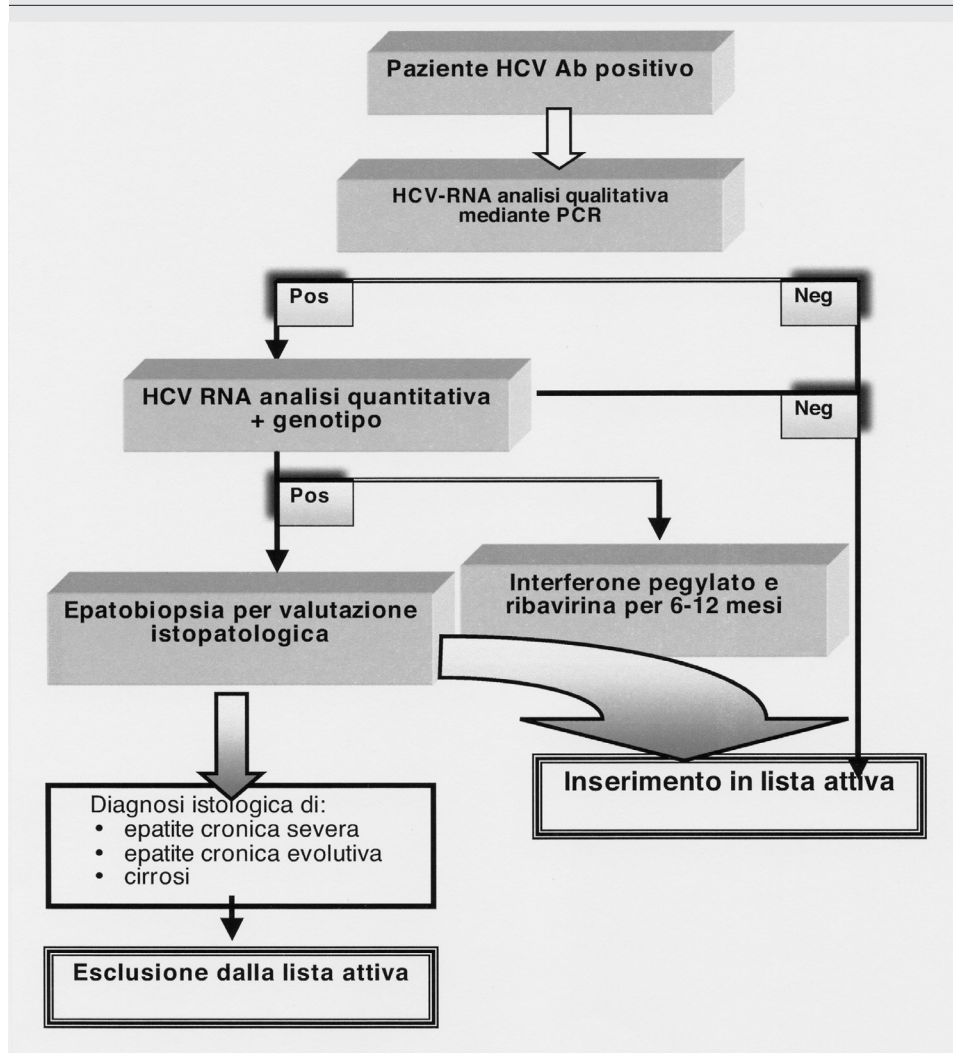 Paziente HCV Ab positivo
HCV-RNA analisi qualitativa
mediante PCR
Pos
Neg
HCV RNA analisi quantitativa
+ genotipo
Neg
Pos
Interferone pegylato e
ribavirina per 6-12 mesi
Epatobiopsia per valutazione
istopatologica
Inserimento in lista attiva
Diagnosi istologica di:
• epatite cronica severa
• epatite cronica evolutiva
• cirrosi
Esclusione dalla lista attiva